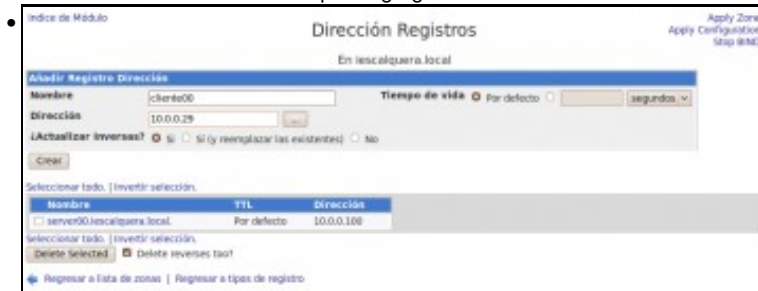 Índice de Módulo
Dirección Registros
Apply Zone
Apply Configuration
Stop BIND
En iescalquera.local
Añadir Registro Dirección
Nombre cliente00 Tiempo de vida Por defecto segundos
Dirección 10.0.0.29 ...
¿Actualizar Inversas? Si Sí (y reemplazar las existentes) No
Crear
Seleccionar todo. | Invertir selección.
Nombre TTL Dirección
server00.iescalquera.local. Por defecto 10.0.0.100
Seleccionar todo. | Invertir selección.
Delete Selected Delete reverses too?
Regresar a lista de zonas | Regresar a tipos de registro